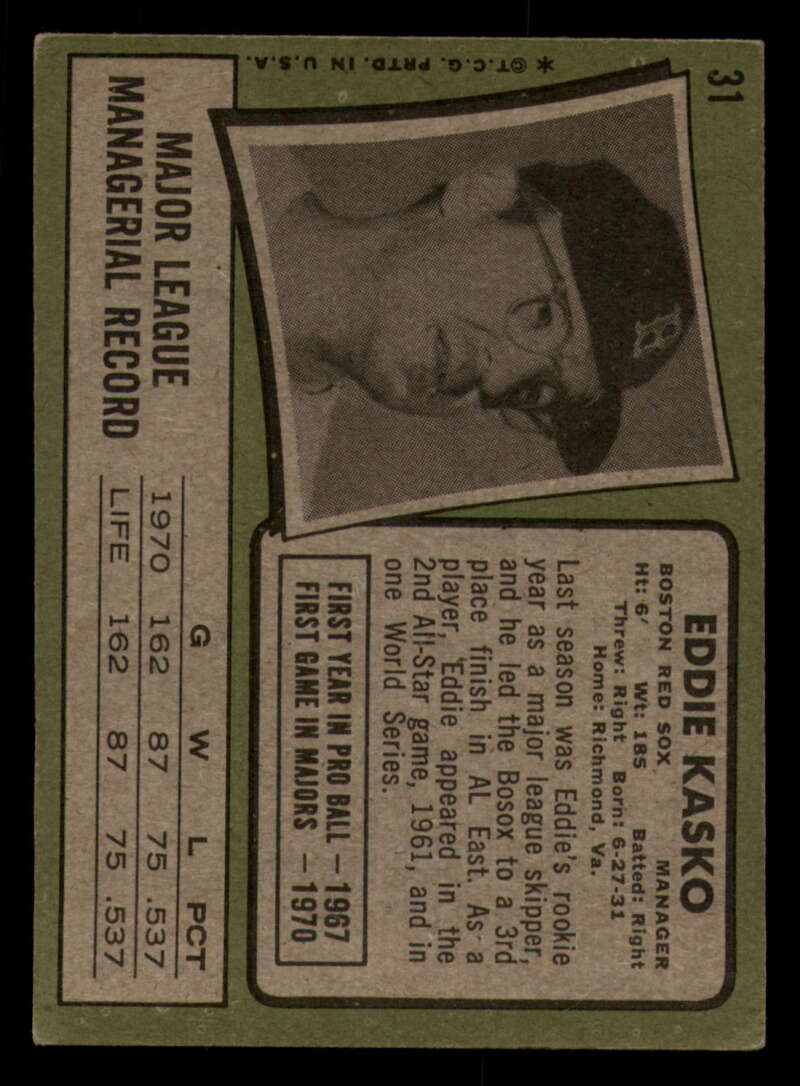 31
* ©T.C.G. PRTD. IN U.S.A.
B
EDDIE KASKO
BOSTON RED SOX MANAGER
Ht: 6' Wt: 185 Batted: Right
Threw: Right Born: 6-27-31
Home: Richmond, Va.
Last season was Eddie's rookie
year as a major league skipper,
and he led the Bosox to a 3rd
place finish in AL East. As a
player, Eddie appeared in the
2nd All-Star game, 1961, and in
one World Series.
FIRST YEAR IN PRO BALL — 1967
FIRST GAME IN MAJORS — 1970
MAJOR LEAGUE
MANAGERIAL RECORD
G W L PCT
1970 162 87 75 .537
LIFE 162 87 75 .537